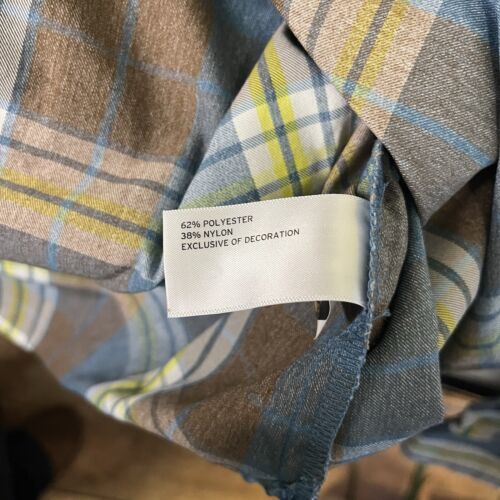 62% POLYESTER
38% NYLON
EXCLUSIVE OF DECORATION